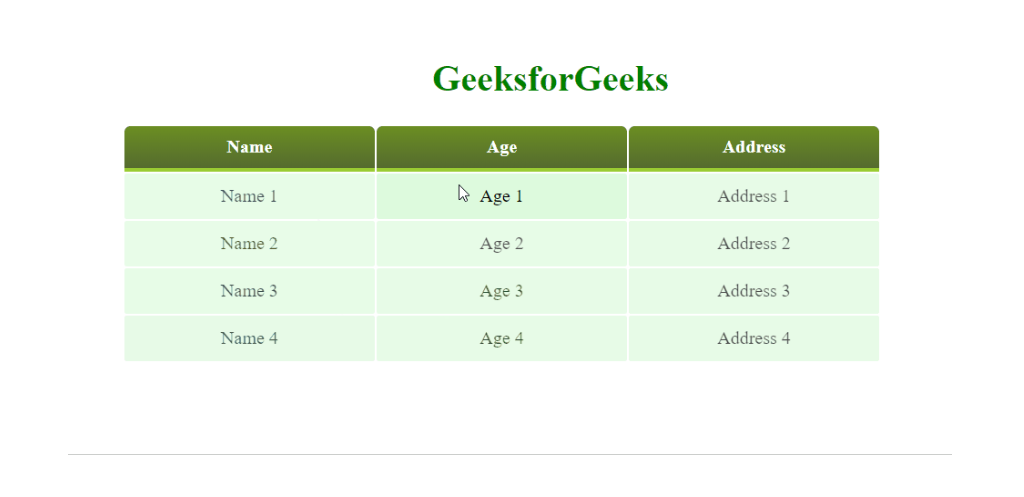 GeeksforGeeks
Name Age Address
Name 1 Age 1 Address 1
Name 2 Age 2 Address 2
Name 3 Age 3 Address 3
Name 4 Age 4 Address 4